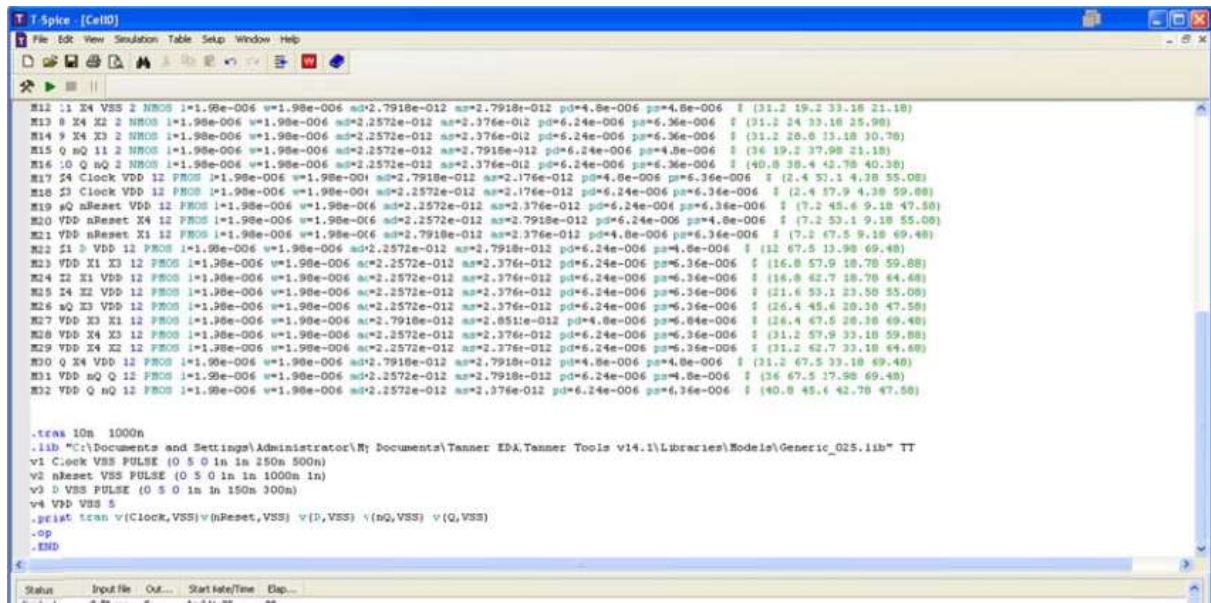 T-Spice - [Cell0]
File Edit View Simulation Table Setup Window Help
M12 11 X4 VSS 2 NMOS l=1.98e-006 w=1.98e-006 ad=2.7918e-012 as=2.7918e-012 pd=4.8e-006 ps=4.8e-006 $ (31.2 19.2 33.18 21.18)
M13 8 X4 X2 2 NMOS l=1.98e-006 w=1.98e-006 ad=2.2572e-012 as=2.376e-012 pd=6.24e-006 ps=6.36e-006 $ (31.2 24 33.18 25.98)
M14 9 X4 X3 2 NMOS l=1.98e-006 w=1.98e-006 ad=2.2572e-012 as=2.376e-012 pd=6.24e-006 ps=6.36e-006 $ (31.2 28.8 33.18 30.78)
M15 Q nQ 11 2 NMOS l=1.98e-006 w=1.98e-006 ad=2.2572e-012 as=2.7918e-012 pd=6.24e-006 ps=4.8e-006 $ (36 19.2 37.98 21.18)
M16 10 Q nQ 2 NMOS l=1.98e-006 w=1.98e-006 ad=2.2572e-012 as=2.376e-012 pd=6.24e-006 ps=6.36e-006 $ (40.8 38.4 42.78 40.38)
M17 X4 Clock VDD 12 PMOS l=1.98e-006 w=1.98e-006 ad=2.7918e-012 as=2.376e-012 pd=4.8e-006 ps=6.36e-006 $ (2.4 53.1 4.38 55.08)
M18 X3 Clock VDD 12 PMOS l=1.98e-006 w=1.98e-006 ad=2.2572e-012 as=2.376e-012 pd=6.24e-006 ps=6.36e-006 $ (2.4 57.9 4.38 59.88)
M19 nQ nReset VDD 12 PMOS l=1.98e-006 w=1.98e-006 ad=2.2572e-012 as=2.376e-012 pd=6.24e-006 ps=6.36e-006 $ (7.2 45.6 9.18 47.58)
M20 VDD nReset X4 12 PMOS l=1.98e-006 w=1.98e-006 ad=2.2572e-012 as=2.7918e-012 pd=6.24e-006 ps=4.8e-006 $ (7.2 53.1 9.18 55.08)
M21 VDD nReset X1 12 PMOS l=1.98e-006 w=1.98e-006 ad=2.7918e-012 as=2.376e-012 pd=4.8e-006 ps=6.36e-006 $ (7.2 67.5 9.18 69.48)
M22 X1 D VDD 12 PMOS l=1.98e-006 w=1.98e-006 ad=2.2572e-012 as=2.7918e-012 pd=6.24e-006 ps=4.8e-006 $ (12 67.5 13.98 69.48)
M23 VDD X1 X3 12 PMOS l=1.98e-006 w=1.98e-006 ad=2.2572e-012 as=2.376e-012 pd=6.24e-006 ps=6.36e-006 $ (16.8 57.9 18.78 59.88)
M24 X2 X1 VDD 12 PMOS l=1.98e-006 w=1.98e-006 ad=2.2572e-012 as=2.376e-012 pd=6.24e-006 ps=6.36e-006 $ (16.8 62.7 18.78 64.68)
M25 X4 X2 VDD 12 PMOS l=1.98e-006 w=1.98e-006 ad=2.2572e-012 as=2.376e-012 pd=6.24e-006 ps=6.36e-006 $ (21.6 53.1 23.58 55.08)
M26 nQ X3 VDD 12 PMOS l=1.98e-006 w=1.98e-006 ad=2.2572e-012 as=2.376e-012 pd=6.24e-006 ps=6.36e-006 $ (26.4 45.6 28.38 47.58)
M27 VDD X3 X1 12 PMOS l=1.98e-006 w=1.98e-006 ad=2.7918e-012 as=2.8512e-012 pd=4.8e-006 ps=6.84e-006 $ (26.4 67.5 28.38 69.48)
M28 VDD X4 X3 12 PMOS l=1.98e-006 w=1.98e-006 ad=2.2572e-012 as=2.376e-012 pd=6.24e-006 ps=6.36e-006 $ (31.2 57.9 33.18 59.88)
M29 VDD X4 X2 12 PMOS l=1.98e-006 w=1.98e-006 ad=2.2572e-012 as=2.376e-012 pd=6.24e-006 ps=6.36e-006 $ (31.2 62.7 33.18 64.68)
M30 Q X4 VDD 12 PMOS l=1.98e-006 w=1.98e-006 ad=2.7918e-012 as=2.7918e-012 pd=4.8e-006 ps=4.8e-006 $ (31.2 67.5 33.18 69.48)
M31 VDD nQ Q 12 PMOS l=1.98e-006 w=1.98e-006 ad=2.2572e-012 as=2.7918e-012 pd=6.24e-006 ps=4.8e-006 $ (36 67.5 37.98 69.48)
M32 VDD Q nQ 12 PMOS l=1.98e-006 w=1.98e-006 ad=2.2572e-012 as=2.376e-012 pd=6.24e-006 ps=6.36e-006 $ (40.8 45.6 42.78 47.58)
.tran 10n 1000n
.lib "C:\Documents and Settings\Administrator\My Documents\Tanner EDA\Tanner Tools v14.1\Libraries\Models\Generic_025.lib" TT
v1 Clock VSS PULSE (0 5 0 1n 1n 250n 500n)
v2 nReset VSS PULSE (0 5 0 1n 1n 1000n 1n)
v3 D VSS PULSE (0 5 0 1n 1n 150n 300n)
v4 VDD VSS 5
.print tran v(Clock,VSS) v(nReset,VSS) v(D,VSS) v(nQ,VSS) v(Q,VSS)
.op
.END
Status Input file Out... Start Date/Time Elap...